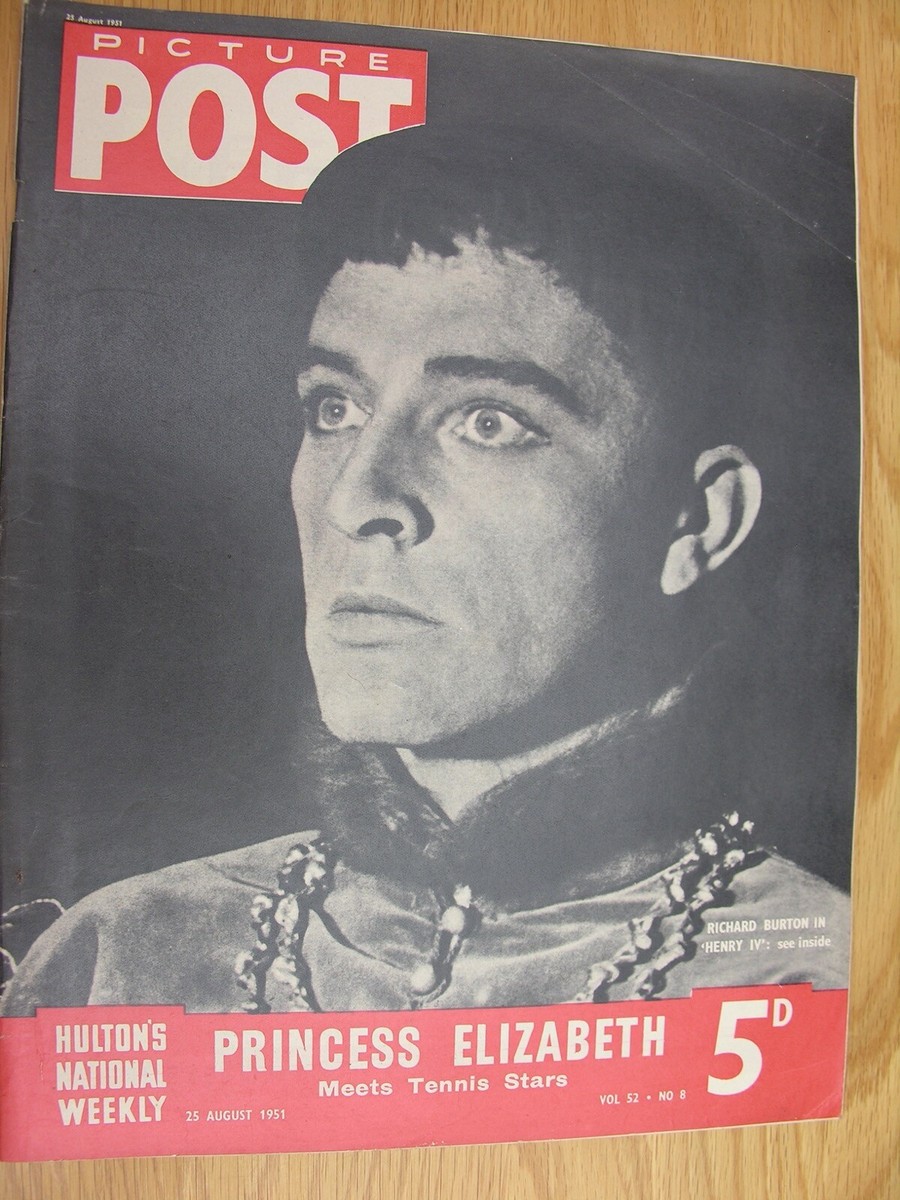 25 August 1951
PICTURE
POST
RICHARD BURTON IN
'HENRY IV': see inside
HULTON'S
NATIONAL
WEEKLY
PRINCESS ELIZABETH
Meets Tennis Stars
25 AUGUST 1951
VOL 52 • NO 8
5D